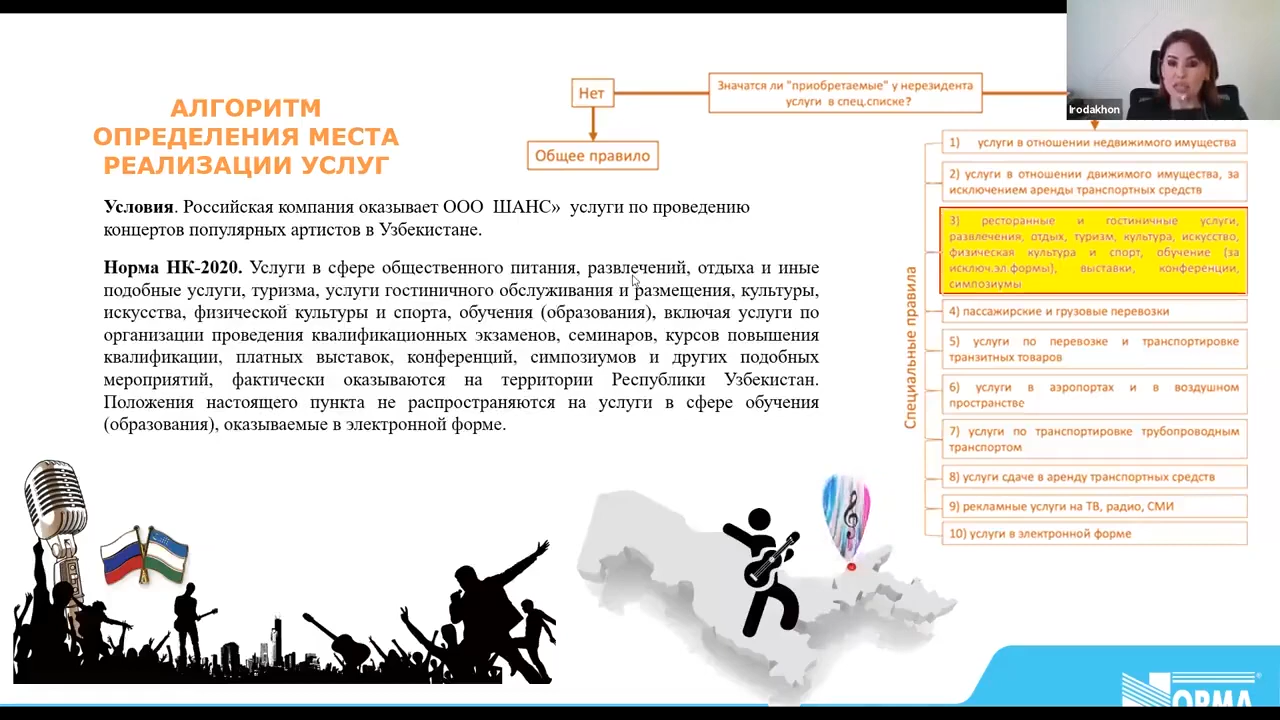 АЛГОРИТМ
ОПРЕДЕЛЕНИЯ МЕСТА
РЕАЛИЗАЦИИ УСЛУГ
Условия. Российская компания оказывает ООО ШАНС» услуги по проведению
концертов популярных артистов в Узбекистане.
Норма НК-2020. Услуги в сфере общественного питания, развлечений, отдыха и иные
подобные услуги, туризма, услуги гостиничного обслуживания и размещения, культуры,
искусства, физической культуры и спорта, обучения (образования), включая услуги по
организации проведения квалификационных экзаменов, семинаров, курсов повышения
квалификации, платных выставок, конференций, симпозиумов и других подобных
мероприятий, фактически оказываются на территории Республики Узбекистан.
Положения настоящего пункта не распространяются на услуги в сфере обучения
(образования), оказываемые в электронной форме.
Нет
Общее правило
Значатся ли "приобретаемые" у нерезидента
услуги в спец.списке?
Irodakhon
Специальные правила
1) услуги в отношении недвижимого имущества
2) услуги в отношении движимого имущества, за
исключением аренды транспортных средств
3) ресторанные и гостиничные услуги,
развлечения, отдых, туризм, культура, искусство,
физическая культура и спорт, обучение (за
исключ.эл.формы), выставки, конференции,
симпозиумы
4) пассажирские и грузовые перевозки
5) услуги по перевозке и транспортировке
транзитных товаров
6) услуги в аэропортах и в воздушном
пространстве
7) услуги по транспортировке трубопроводным
транспортом
8) услуги сдаче в аренду транспортных средств
9) рекламные услуги на ТВ, радио, СМИ
10) услуги в электронной форме
ОРМА